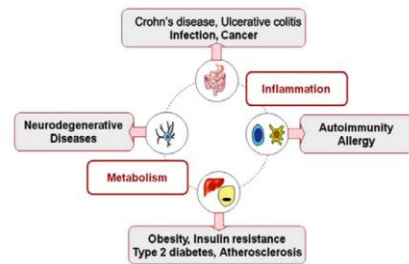 Crohn's disease, Ulcerative colitis
Infection, Cancer
Inflammation
Neurodegenerative
Diseases
Autoimmunity
Allergy
Metabolism
Obesity, Insulin resistance
Type 2 diabetes, Atherosclerosis